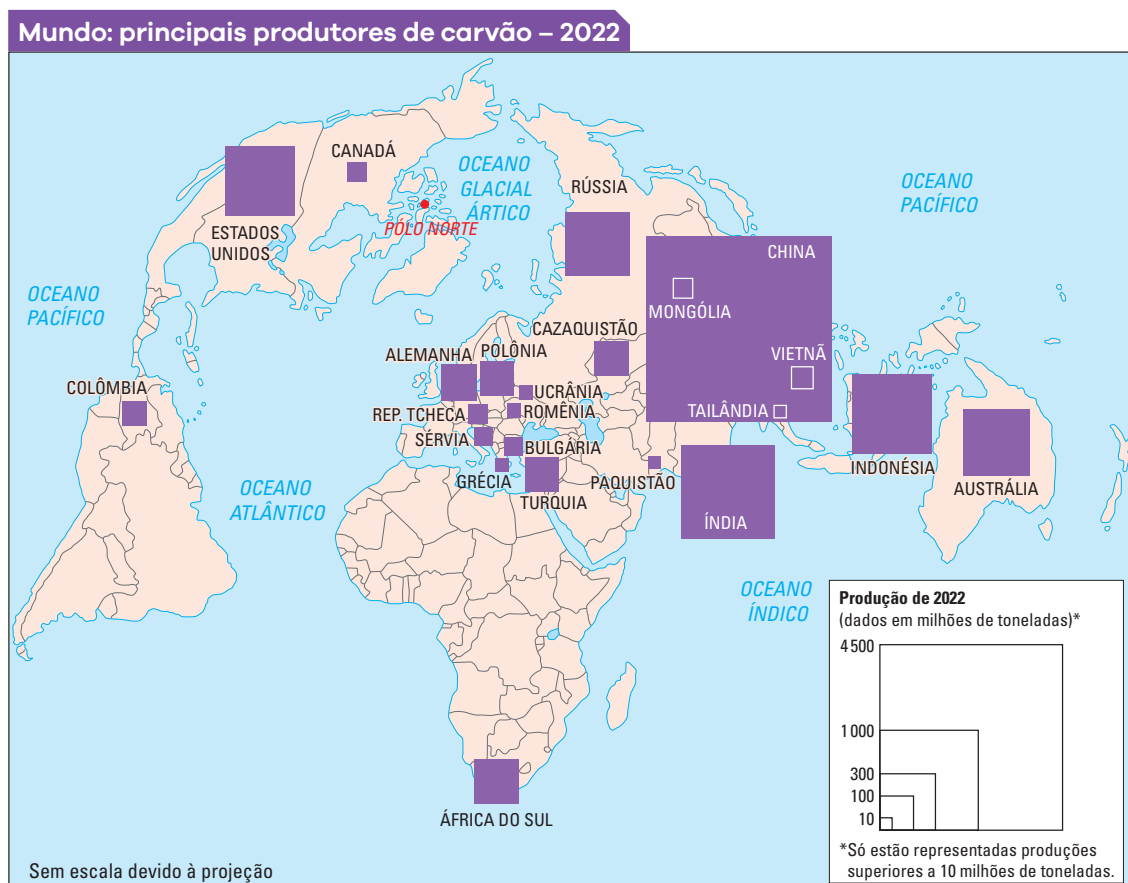 Mundo: principais produtores de carvão – 2022
CANADÁ
OCEANO
GLACIAL
ÁRTICO
RÚSSIA
OCEANO
PACÍFICO
PÓLO NORTE
ESTADOS
UNIDOS
CHINA
OCEANO
PACÍFICO
MONGÓLIA
CAZAQUISTÃO
ALEMANHA
POLÔNIA
VIETNÃ
COLÔMBIA
UCRÂNIA
REP. TCHECA
ROMÊNIA
TAILÂNDIA
SÉRVIA
BULGÁRIA
GRÉCIA
TURQUIA
PAQUISTÃO
INDONÉSIA
AUSTRÁLIA
OCEANO
ATLÂNTICO
ÍNDIA
OCEANO
ÍNDICO
ÁFRICA DO SUL
Produção de 2022
(dados em milhões de toneladas)*
4 500
1 000
300
100
10
*Só estão representadas produções
superiores a 10 milhões de toneladas.
Sem escala devido à projeção